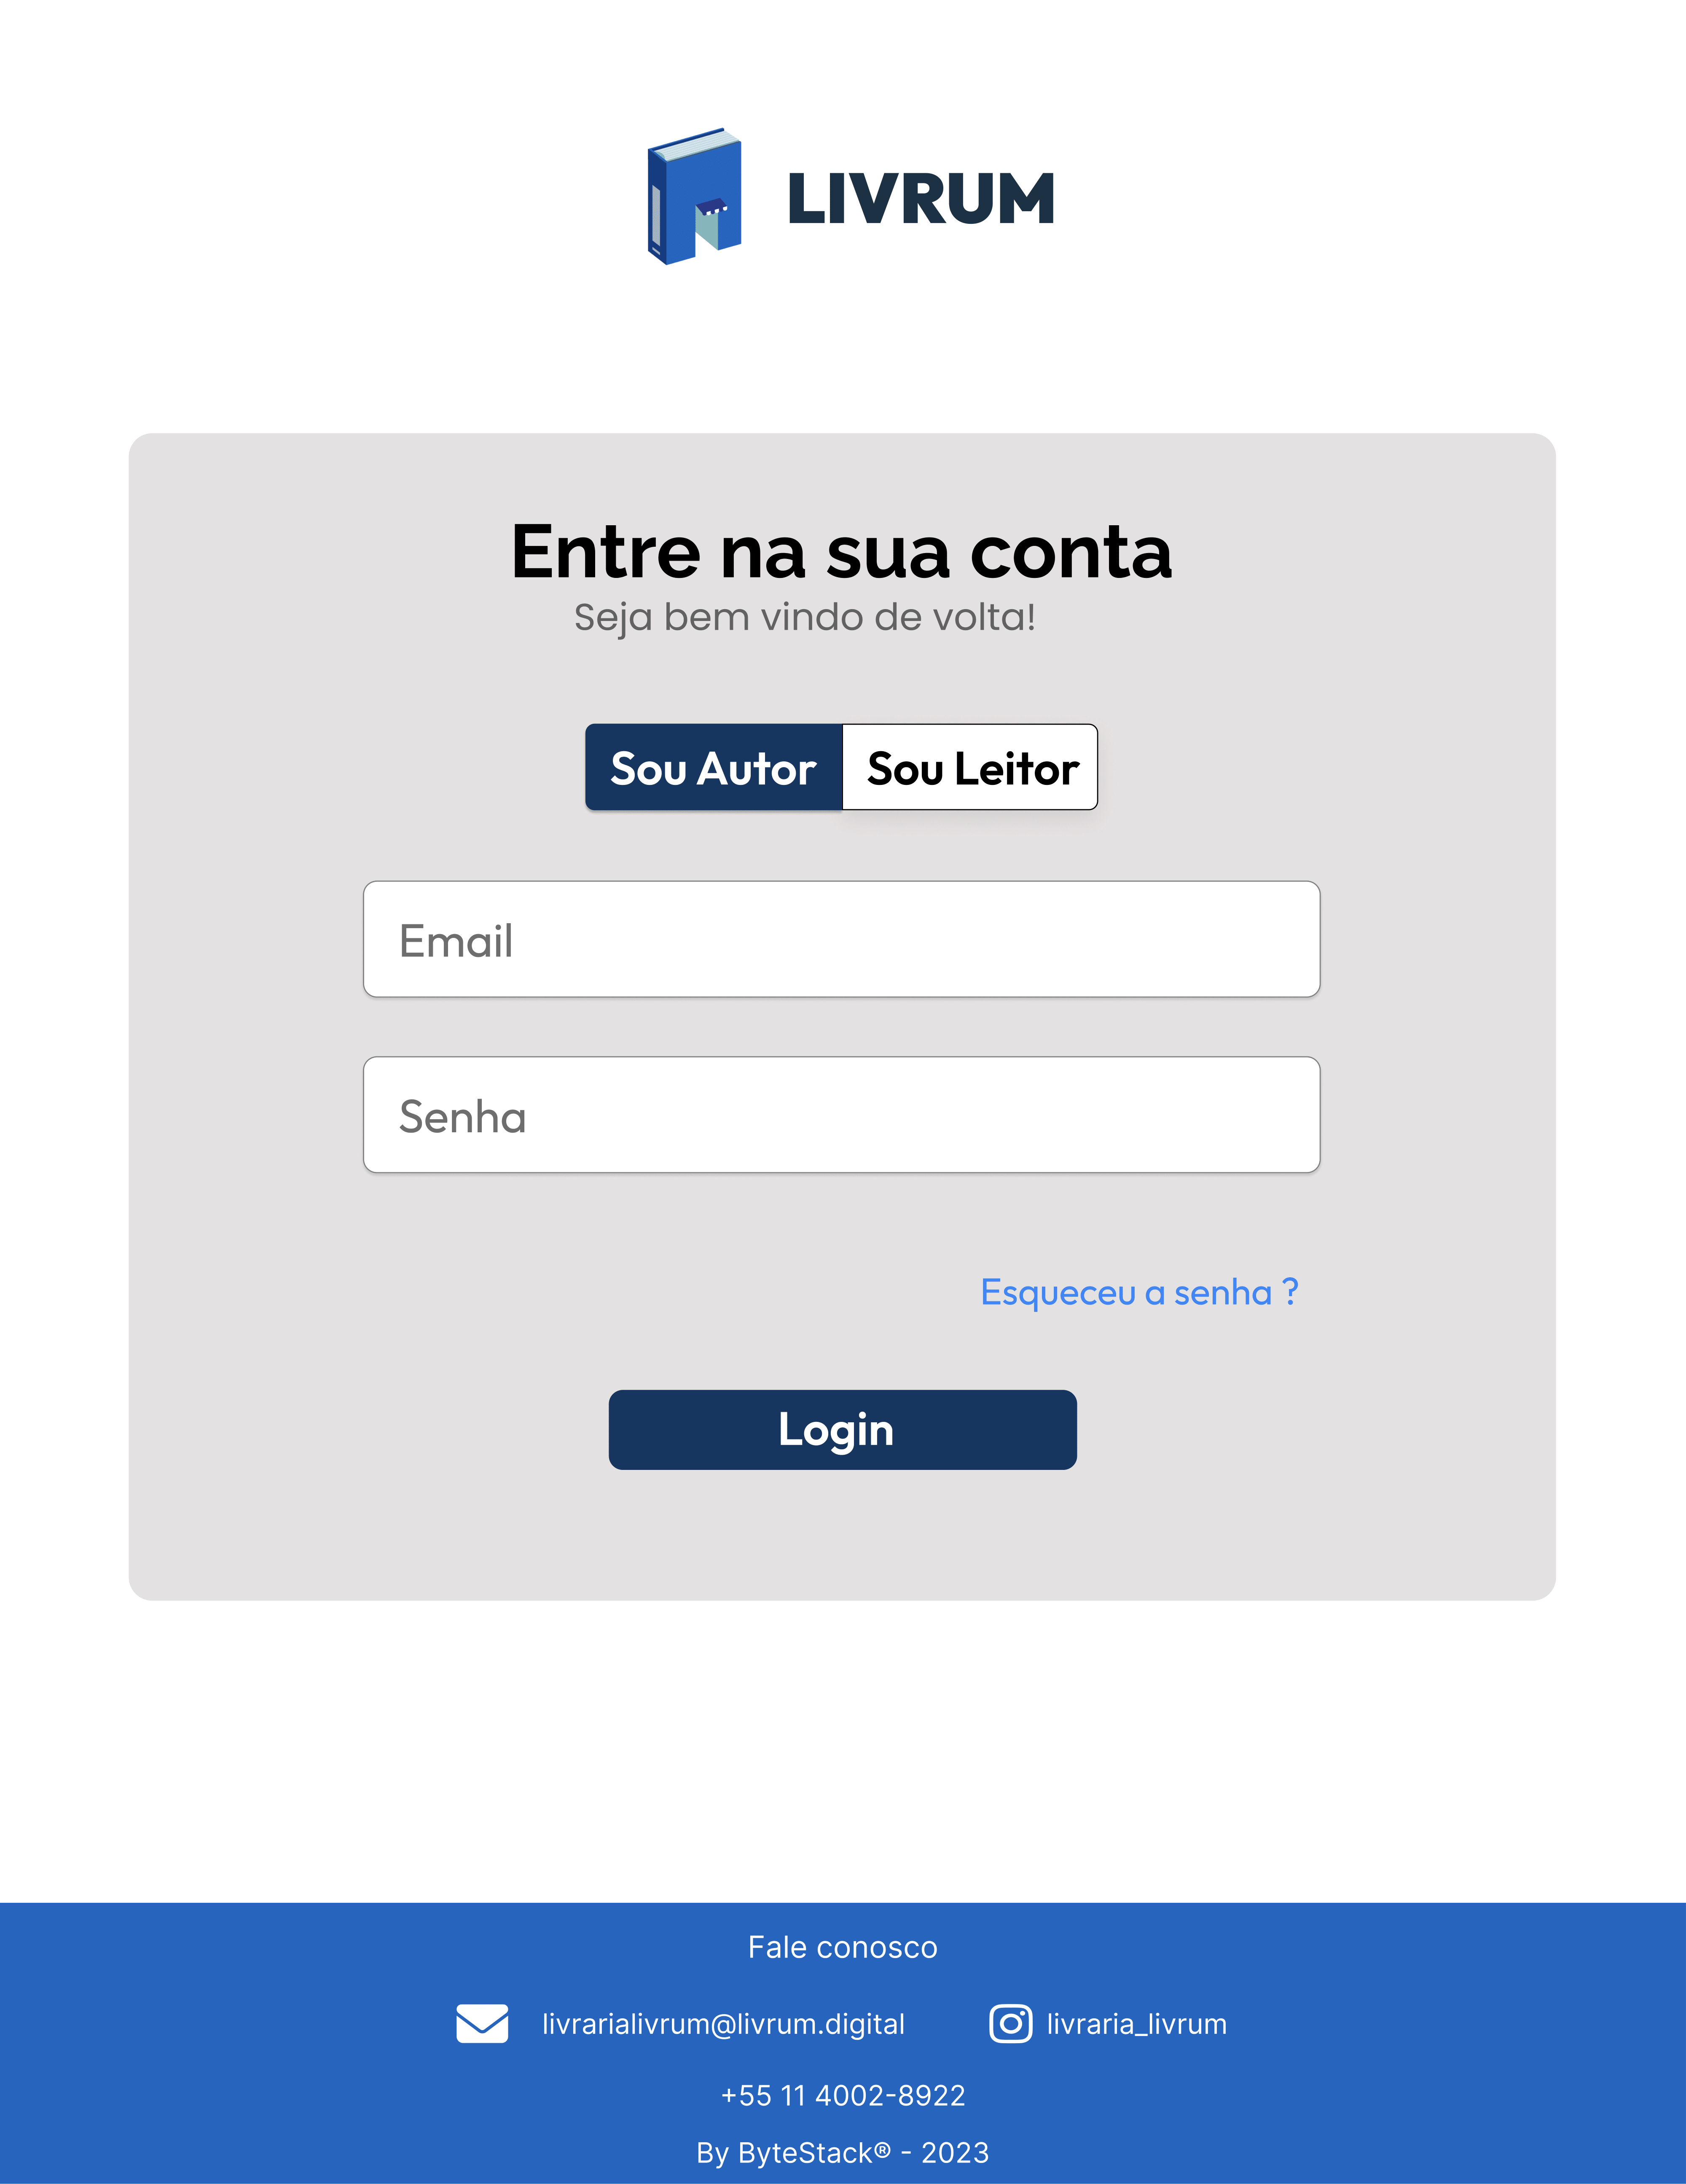 LIVRUM
Entre na sua conta
Seja bem vindo de volta!
Sou Autor Sou Leitor
Email
Senha
Esqueceu a senha ?
Login
Fale conosco
livrarialivrum@livrum.digital livraria_livrum
+55 11 4002-8922
By ByteStack® - 2023